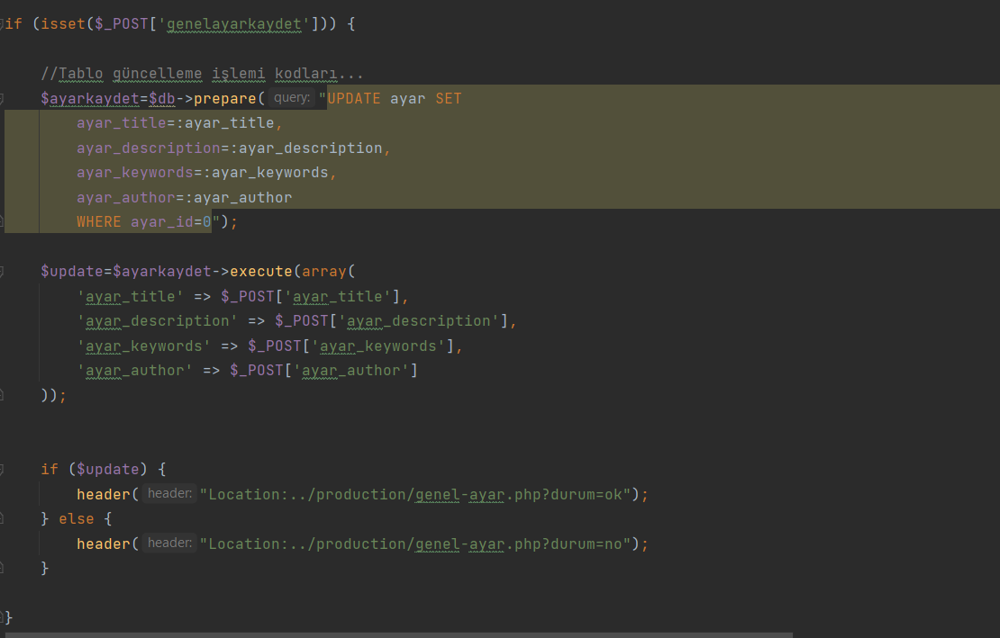 if (isset($_POST['genelayarkaydet'])) {
//Tablo güncelleme işlemi kodları...
$ayarkaydet=$db->prepare( query: "UPDATE ayar SET
ayar_title=:ayar_title,
ayar_description=:ayar_description,
ayar_keywords=:ayar_keywords,
ayar_author=:ayar_author
WHERE ayar_id=0");
$update=$ayarkaydet->execute(array(
'ayar_title' => $_POST['ayar_title'],
'ayar_description' => $_POST['ayar_description'],
'ayar_keywords' => $_POST['ayar_keywords'],
'ayar_author' => $_POST['ayar_author']
));
if ($update) {
header( header: "Location:../production/genel-ayar.php?durum=ok");
} else {
header( header: "Location:../production/genel-ayar.php?durum=no");
}
}